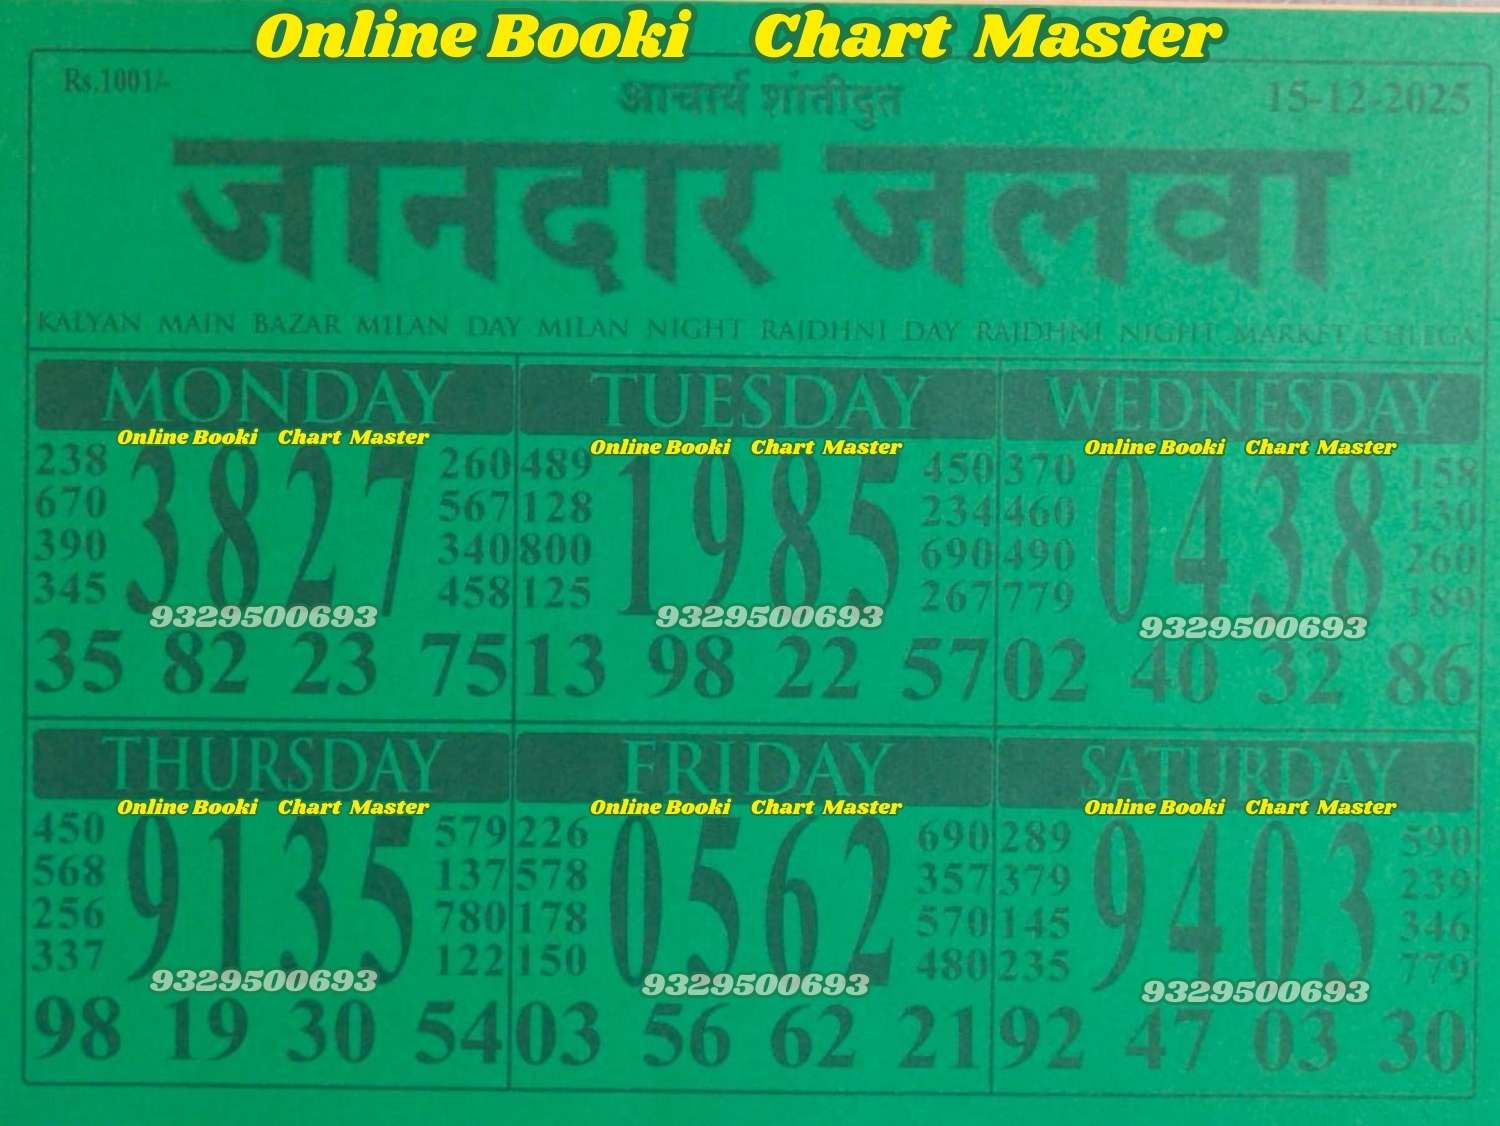 Online Booki Chart Master
Rs.1001/-
आचार्य शांतीदुत
15-12-2025
जानदार जलवा
KALYAN MAIN BAZAR MILAN DAY MILAN NIGHT RAJDHNI DAY RAJDHNI NIGHT MARKET CHLEGA
MONDAY
Online Booki Chart Master
238 260
670 567
390 340
345 458
3827
9329500693
35 82 23 75
TUESDAY
Online Booki Chart Master
489 450
128 234
800 690
125 267
1985
9329500693
13 98 22 57
WEDNESDAY
Online Booki Chart Master
370 158
460 130
490 260
779 189
0438
9329500693
02 40 32 86
THURSDAY
Online Booki Chart Master
450 579
568 137
256 780
337 122
9135
9329500693
98 19 30 54
FRIDAY
Online Booki Chart Master
226 690
578 357
178 570
150 480
0562
9329500693
03 56 62 21
SATURDAY
Online Booki Chart Master
289 590
379 239
145 346
235 779
9403
9329500693
92 47 03 30